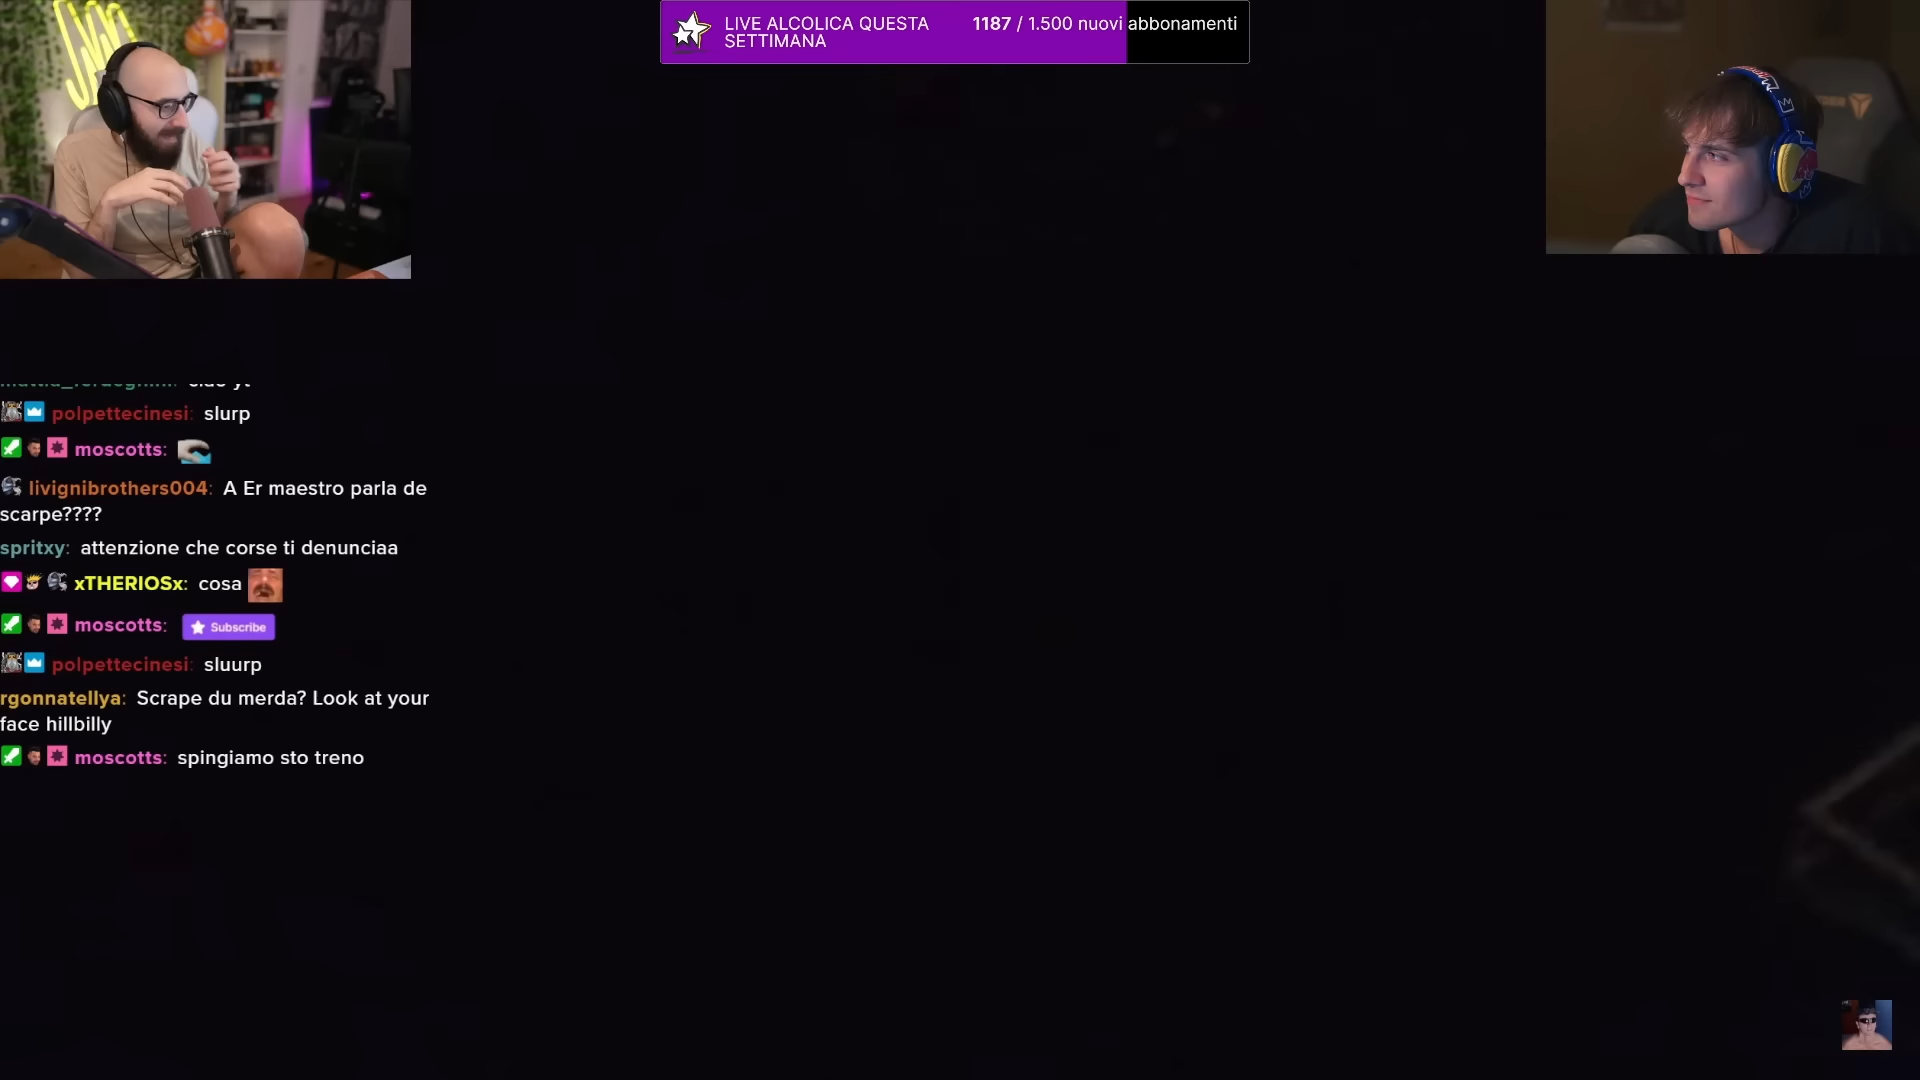 LIVE ALCOLICA QUESTA
SETTIMANA
1187 / 1.500 nuovi abbonamenti
polpettecinesi: slurp
moscotts:
livignibrothers004: A Er maestro parla de
scarpe????
spritxy: attenzione che corse ti denunciaa
xTHERIOSx: cosa
moscotts: Subscribe
polpettecinesi: sluurp
rgonnatellya: Scrape du merda? Look at your
face hillbilly
moscotts: spingiamo sto treno